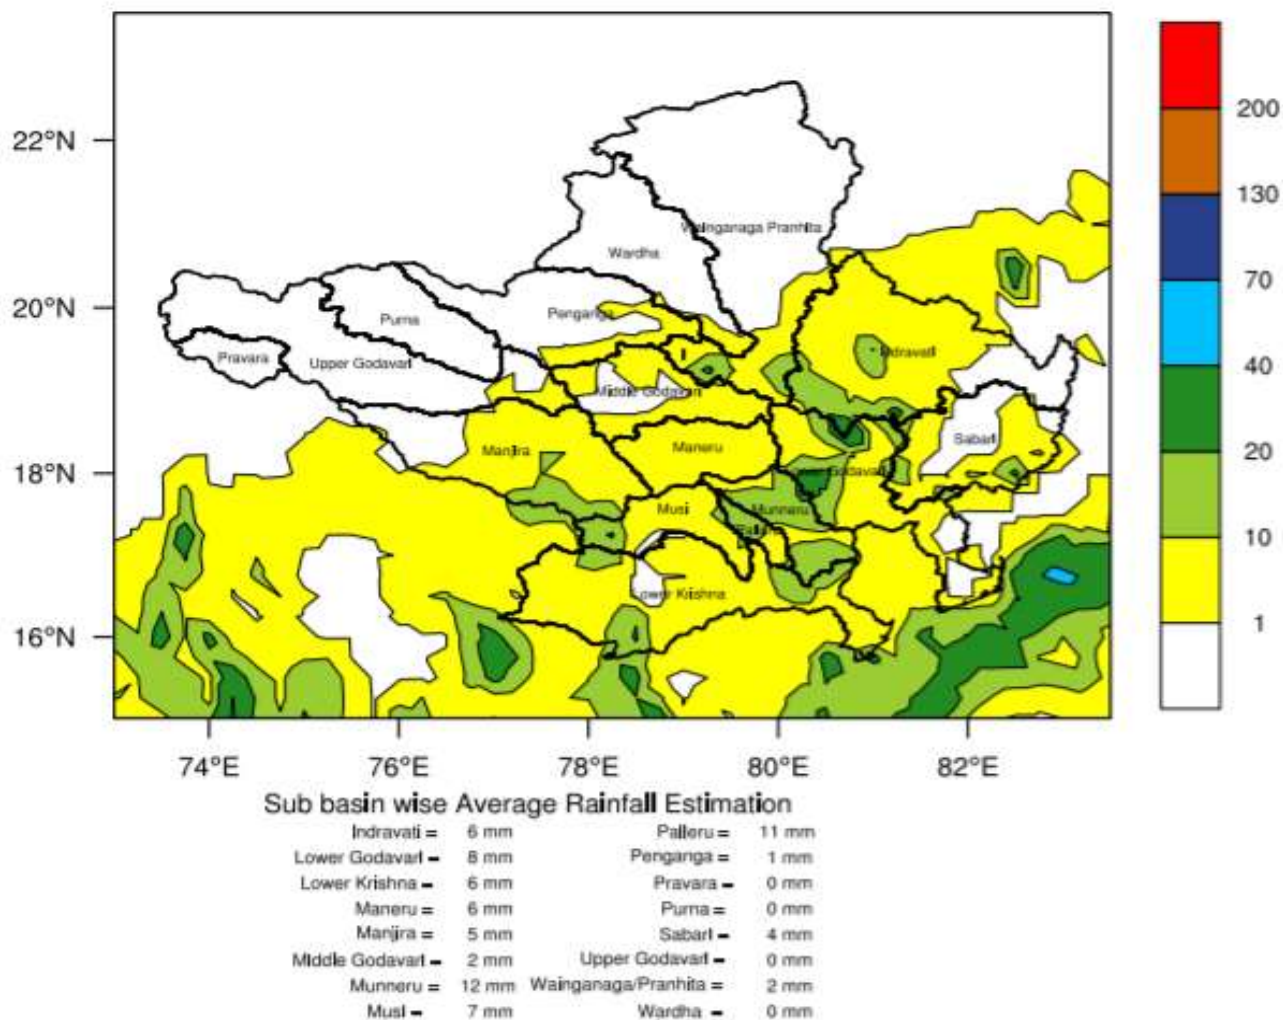 200
22°N
130
Wainganaga Pranhita
Wardha
70
20°N
Penganga
Purna
Pravara
Upper Godavari
Indravati
40
Middle Godavari
Manjira
Maneru
Sabari
20
18°N
Godavari
Musi
Munneru
10
Lower Krishna
1
16°N
74°E 76°E 78°E 80°E 82°E
Sub basin wise Average Rainfall Estimation
Indravati = 6 mm Palleru = 11 mm
Lower Godavari = 8 mm Penganga = 1 mm
Lower Krishna = 6 mm Pravara = 0 mm
Maneru = 6 mm Purna = 0 mm
Manjira = 5 mm Sabari = 4 mm
Middle Godavari = 2 mm Upper Godavari = 0 mm
Munneru = 12 mm Wainganaga/Pranhita = 2 mm
Musi = 7 mm Wardha = 0 mm